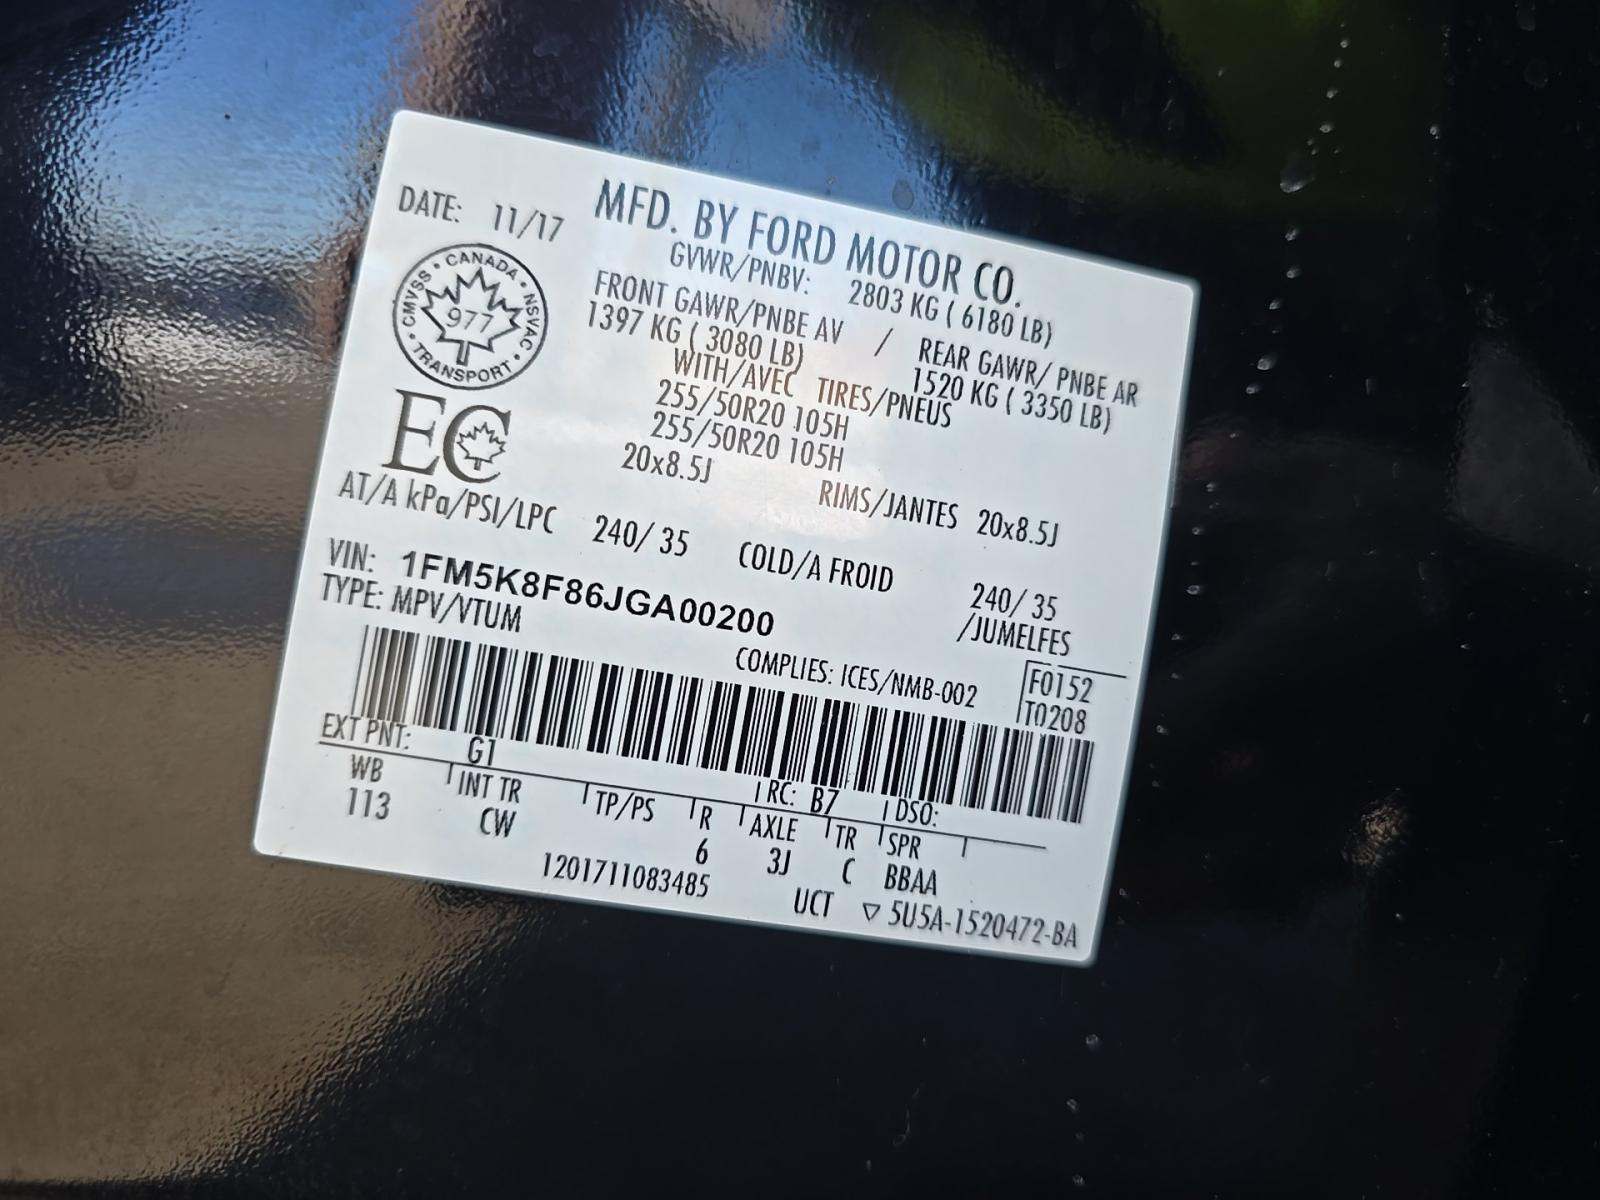 DATE: 11/17
MFD. BY FORD MOTOR CO.
GVWR/PNBV: 2803 KG ( 6180 LB)
CMVSS • CANADA • NSVAC • TRANSPORT •
977
FRONT GAWR/PNBE AV / REAR GAWR/ PNBE AR
1397 KG ( 3080 LB) 1520 KG ( 3350 LB)
WITH/AVEC TIRES/PNEUS
255/50R20 105H
255/50R20 105H
EC
20x8.5J RIMS/JANTES 20x8.5J
AT/A kPa/PSI/LPC 240/ 35 COLD/A FROID 240/ 35
VIN: 1FM5K8F86JGA00200 /JUMELFES
TYPE: MPV/VTUM
COMPLIES: ICES/NMB-002
F0152
T0208
EXT PNT: G1 RC: B7 DSO:
WB INT TR TP/PS R AXLE TR SPR
113 CW 6 3J C BBAA
1201711083485 UCT ▽ 5U5A-1520472-BA